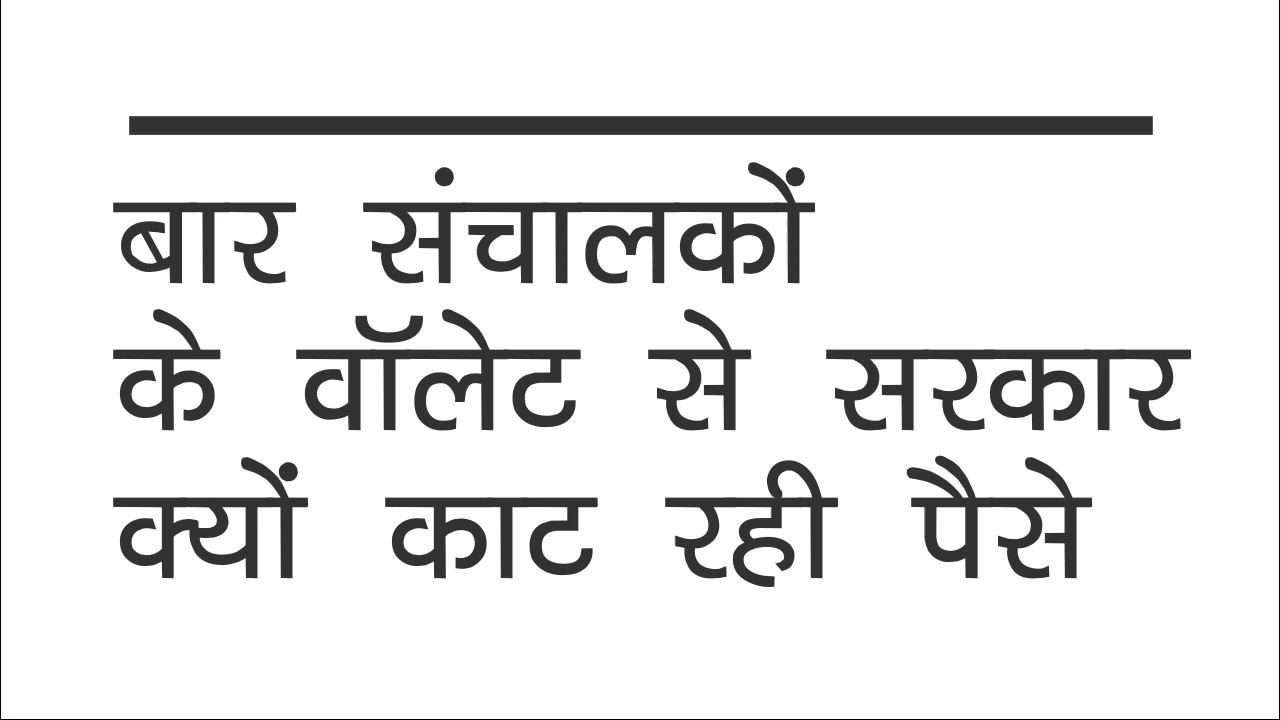 बार संचालकों
के वॉलेट से सरकार
क्यों काट रही पैसे